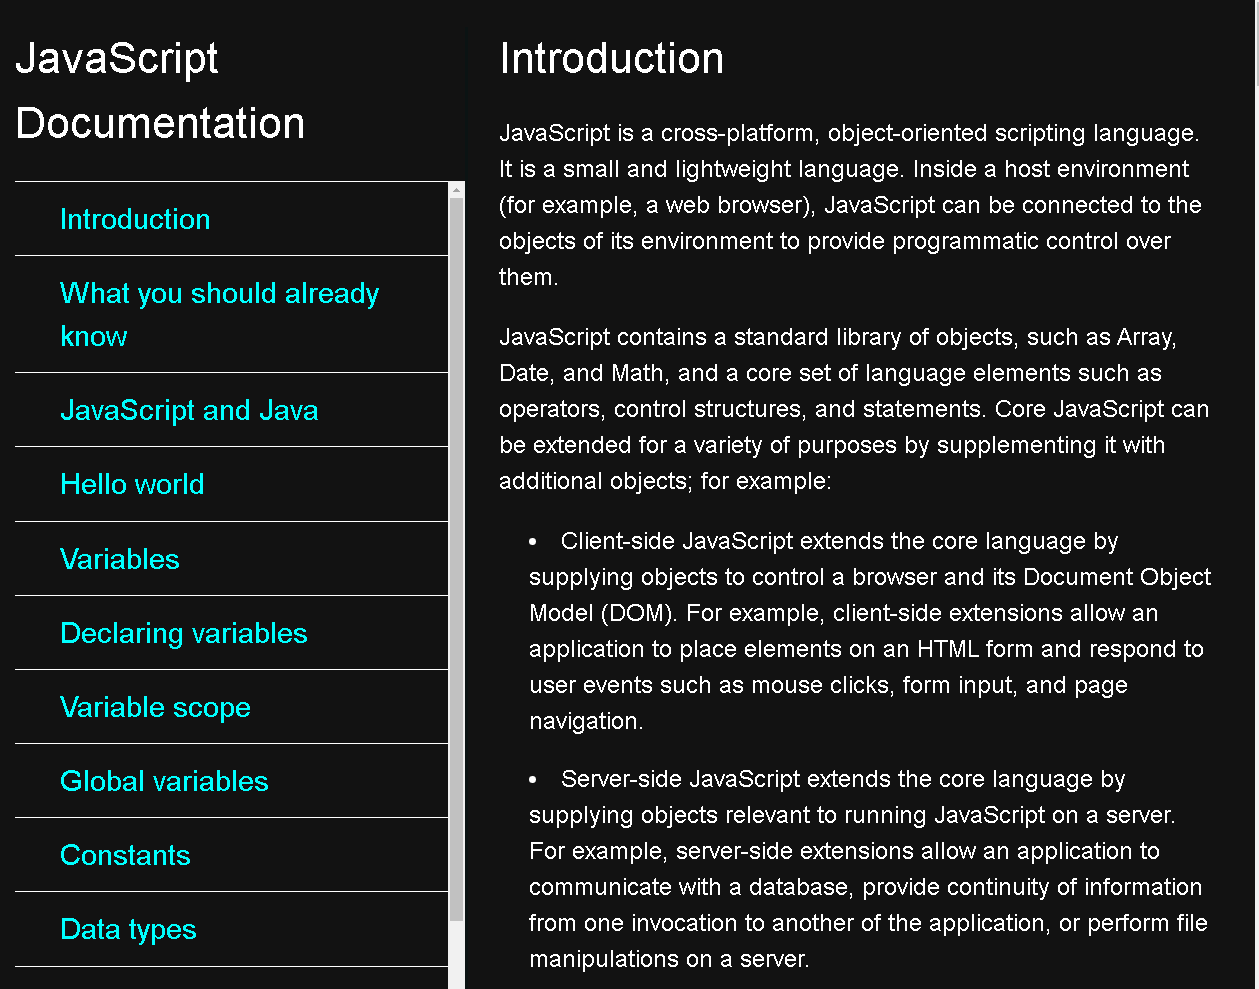 JavaScript
Documentation
Introduction
What you should already
know
JavaScript and Java
Hello world
Variables
Declaring variables
Variable scope
Global variables
Constants
Data types
Introduction
JavaScript is a cross-platform, object-oriented scripting language.
It is a small and lightweight language. Inside a host environment
(for example, a web browser), JavaScript can be connected to the
objects of its environment to provide programmatic control over
them.
JavaScript contains a standard library of objects, such as Array,
Date, and Math, and a core set of language elements such as
operators, control structures, and statements. Core JavaScript can
be extended for a variety of purposes by supplementing it with
additional objects; for example:
• Client-side JavaScript extends the core language by
supplying objects to control a browser and its Document Object
Model (DOM). For example, client-side extensions allow an
application to place elements on an HTML form and respond to
user events such as mouse clicks, form input, and page
navigation.
• Server-side JavaScript extends the core language by
supplying objects relevant to running JavaScript on a server.
For example, server-side extensions allow an application to
communicate with a database, provide continuity of information
from one invocation to another of the application, or perform file
manipulations on a server.